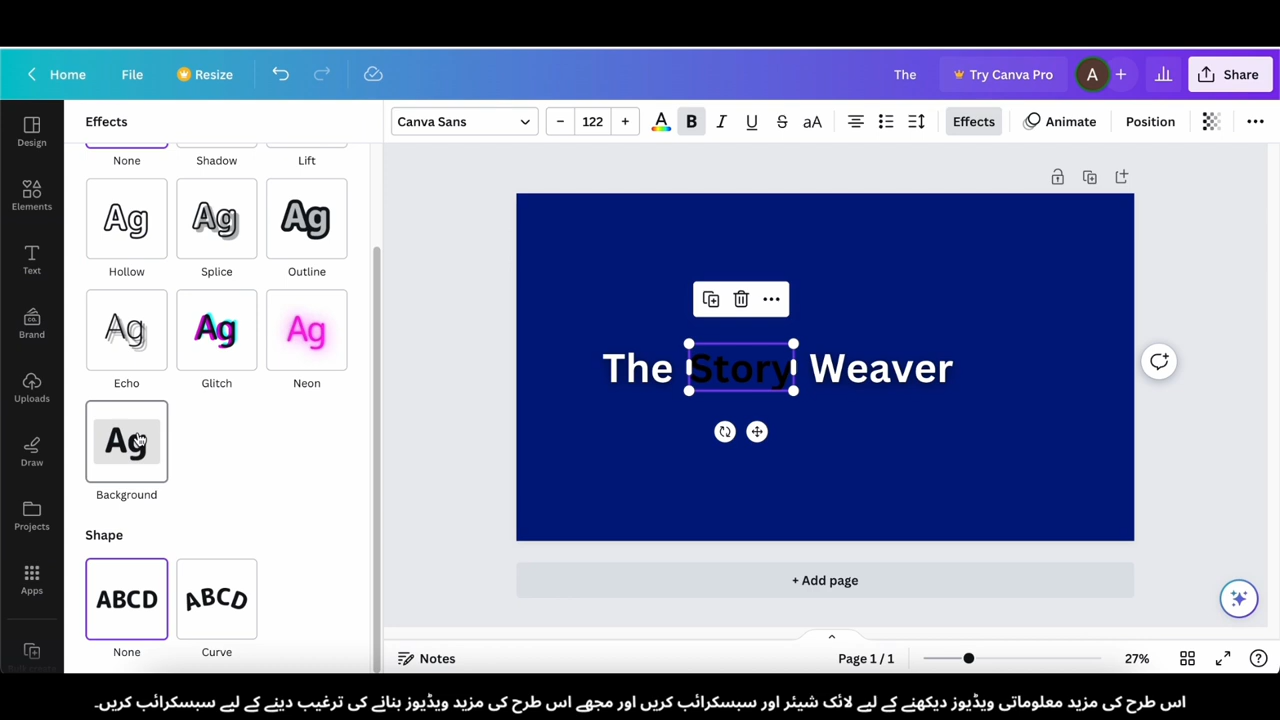 Home File Resize The Try Canva Pro A + Share
Design
Elements
Text
Brand
Uploads
Draw
Projects
Apps
Bulk create
Effects
None Shadow Lift
Ag Ag Ag
Hollow Splice Outline
Ag Ag Ag
Echo Glitch Neon
Ag
Background
Shape
ABCD ABCD
None Curve
Canva Sans − 122 + A B I U S aA Effects Animate Position
The Story Weaver
+ Add page
Notes Page 1 / 1 27%
اس طرح کی مزید معلوماتی ویڈیوز دیکھنے کے لیے لائک شیئر اور سبسکرائب کریں اور مجھے اس طرح کی مزید ویڈیوز بنانے کی ترغیب دینے کے لیے سبسکرائب کریں۔